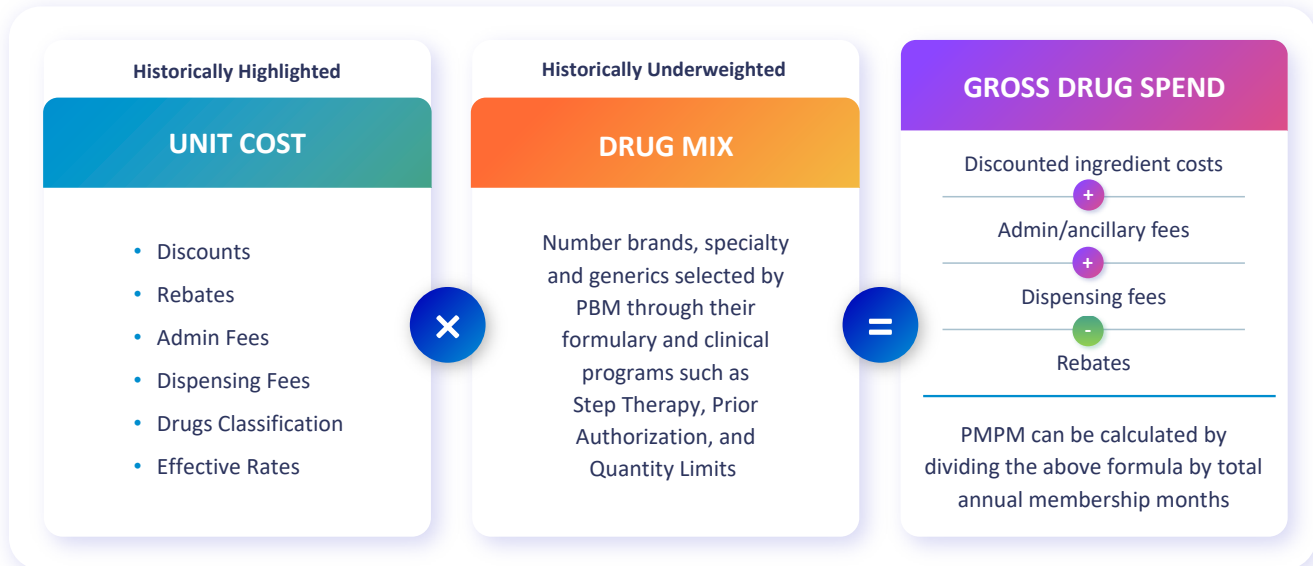 Historically Highlighted
UNIT COST
• Discounts
• Rebates
• Admin Fees
• Dispensing Fees
• Drugs Classification
• Effective Rates
×
Historically Underweighted
DRUG MIX
Number brands, specialty
and generics selected by
PBM through their
formulary and clinical
programs such as
Step Therapy, Prior
Authorization, and
Quantity Limits
=
GROSS DRUG SPEND
Discounted ingredient costs
+
Admin/ancillary fees
+
Dispensing fees
-
Rebates
PMPM can be calculated by
dividing the above formula by total
annual membership months